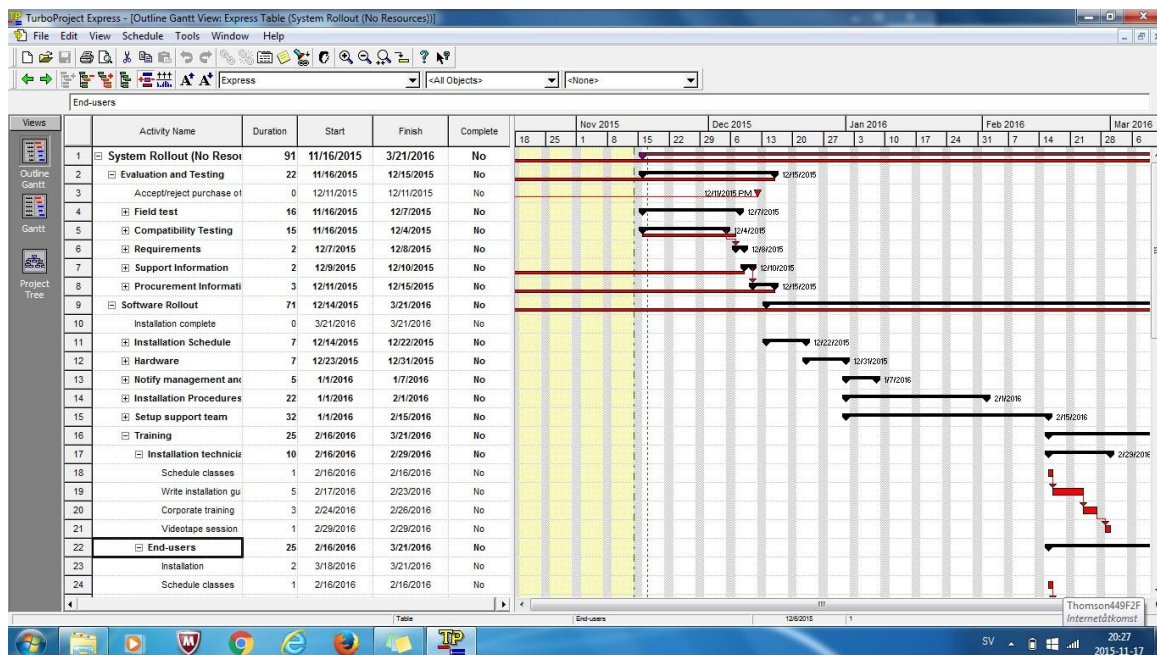 TurboProject Express - [Outline Gantt View: Express Table (System Rollout (No Resources))]
File Edit View Schedule Tools Window Help
Express <All Objects> <None>
End-users
Views
Outline Gantt
Gantt
Project Tree
Activity Name Duration Start Finish Complete
Nov 2015 Dec 2015 Jan 2016 Feb 2016 Mar 2016
18 25 1 8 15 22 29 6 13 20 27 3 10 17 24 31 7 14 21 28 6
1 System Rollout (No Resou 91 11/16/2015 3/21/2016 No
2 Evaluation and Testing 22 11/16/2015 12/15/2015 No 12/15/2015
3 Accept/reject purchase of 0 12/11/2015 12/11/2015 No 12/11/2015 PM
4 Field test 16 11/16/2015 12/7/2015 No 12/7/2015
5 Compatibility Testing 15 11/16/2015 12/4/2015 No 12/4/2015
6 Requirements 2 12/7/2015 12/8/2015 No 12/8/2015
7 Support Information 2 12/9/2015 12/10/2015 No 12/10/2015
8 Procurement Informati 3 12/11/2015 12/15/2015 No 12/15/2015
9 Software Rollout 71 12/14/2015 3/21/2016 No
10 Installation complete 0 3/21/2016 3/21/2016 No
11 Installation Schedule 7 12/14/2015 12/22/2015 No 12/22/2015
12 Hardware 7 12/23/2015 12/31/2015 No 12/31/2015
13 Notify management and 5 1/1/2016 1/7/2016 No 1/7/2016
14 Installation Procedures 22 1/1/2016 2/1/2016 No 2/1/2016
15 Setup support team 32 1/1/2016 2/15/2016 No 2/15/2016
16 Training 25 2/16/2016 3/21/2016 No
17 Installation technicia 10 2/16/2016 2/29/2016 No 2/29/2016
18 Schedule classes 1 2/16/2016 2/16/2016 No
19 Write installation gu 5 2/17/2016 2/23/2016 No
20 Corporate training 3 2/24/2016 2/26/2016 No
21 Videotape session 1 2/29/2016 2/29/2016 No
22 End-users 25 2/16/2016 3/21/2016 No
23 Installation 2 3/18/2016 3/21/2016 No
24 Schedule classes 1 2/16/2016 2/16/2016 No
Thomson449F2F
Internetåtkomst
Table End-users 12/6/2015 1
TP
SV 20:27
2015-11-17